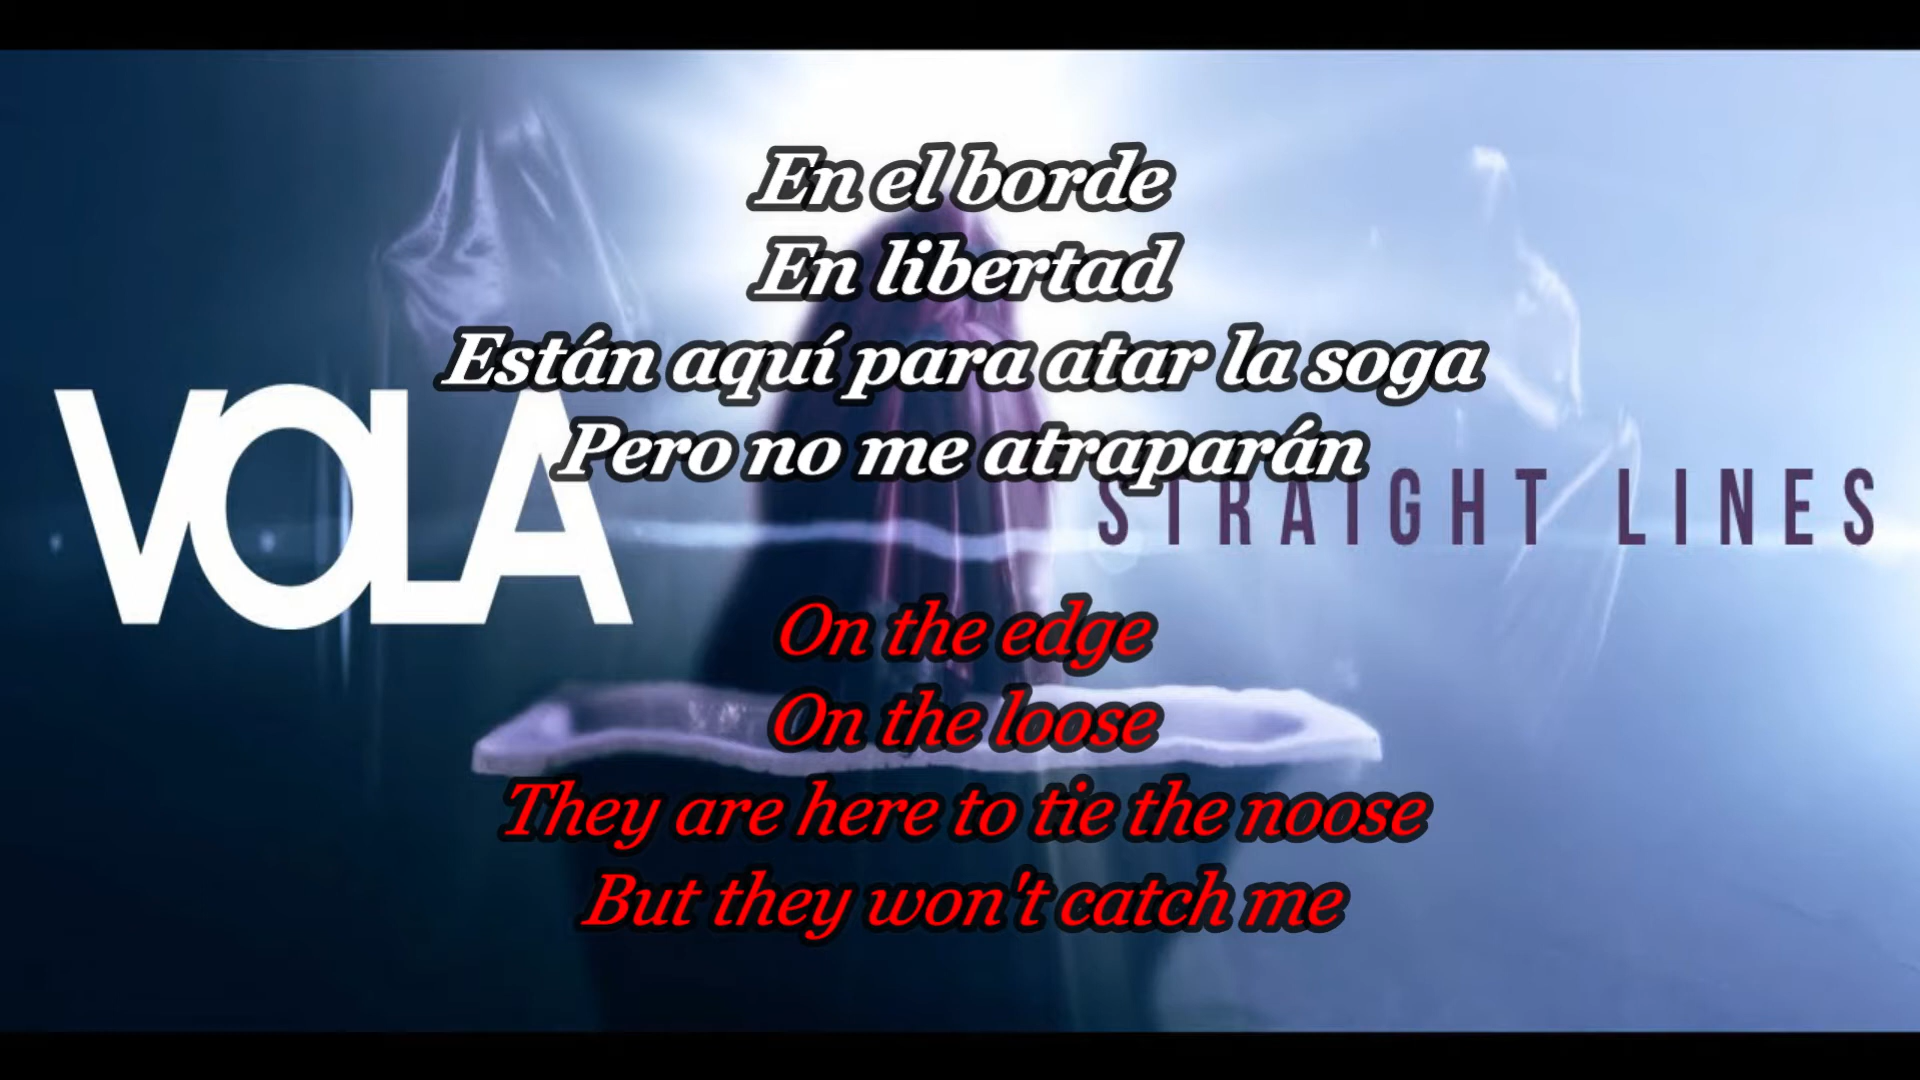 En el borde
En libertad
Están aquí para atar la soga
Pero no me atraparán
VOLA
STRAIGHT LINES
On the edge
On the loose
They are here to tie the noose
But they won't catch me